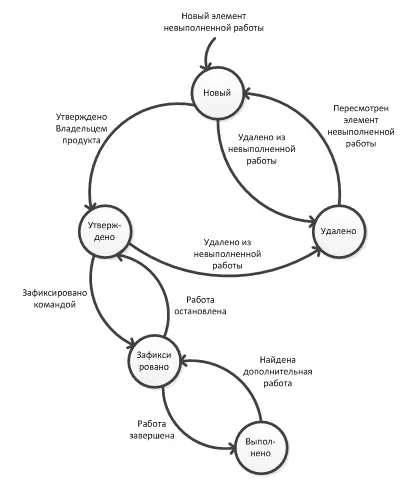 Новый элемент
невыполненной работы
Новый
Утверждено
Владельцем
продукта
Удалено из
невыполненной
работы
Пересмотрен
элемент
невыполненной
работы
Утверж-
дено
Удалено
Удалено из
невыполненной
работы
Зафиксировано
командой
Работа
остановлена
Зафикси
ровано
Найдена
дополнительная
работа
Работа
завершена
Выпол-
нено